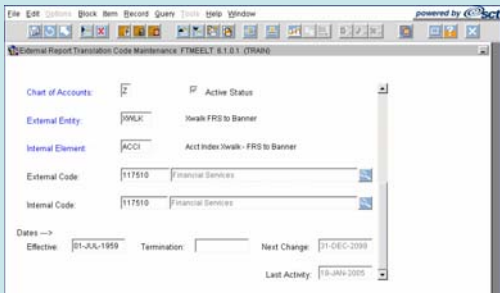 File Edit Options Block Item Record Query Tools Help Window
powered by sct
External Report Translation Code Maintenance FTMEELT 6.1.0.1 (TRAIN)
Chart of Accounts: Z Active Status
External Entity: XWLK Xwalk FRS to Banner
Internal Element: ACCI Acct Index Xwalk - FRS to Banner
External Code: 117510 Financial Services
Internal Code: 117510 Financial Services
Dates --->
Effective: 01-JUL-1959 Termination: Next Change: 31-DEC-2099
Last Activity: 19-JAN-2005